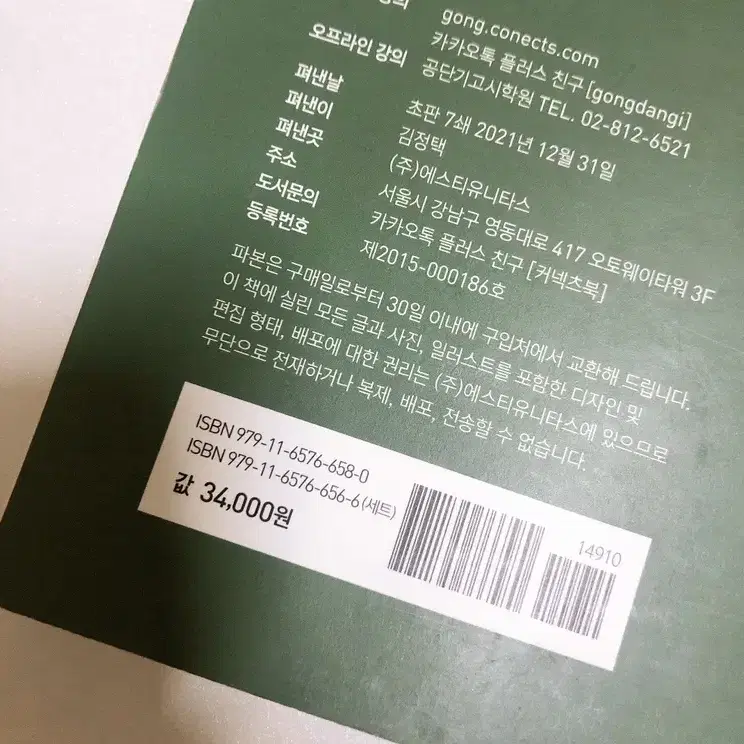 gong.conects.com
오프라인 강의 카카오톡 플러스 친구 [gongdangi]
공단기고시학원 TEL. 02-812-6521
펴낸날 초판 7쇄 2021년 12월 31일
펴낸이 김정택
펴낸곳 (주)에스티유니타스
주소 서울시 강남구 영동대로 417 오토웨이타워 3F
도서문의 카카오톡 플러스 친구 [커넥츠북]
등록번호 제2015-000186호
파본은 구매일로부터 30일 이내에 구입처에서 교환해 드립니다.
이 책에 실린 모든 글과 사진, 일러스트를 포함한 디자인 및
편집 형태, 배포에 대한 권리는 (주)에스티유니타스에 있으므로
무단으로 전재하거나 복제, 배포, 전송할 수 없습니다.
ISBN 979-11-6576-658-0
ISBN 979-11-6576-656-6 (세트)
값 34,000원
14910